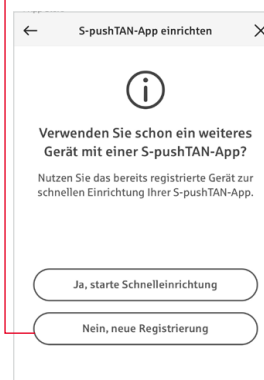 S-pushTAN-App einrichten
Verwenden Sie schon ein weiteres
Gerät mit einer S-pushTAN-App?
Nutzen Sie das bereits registrierte Gerät zur
schnellen Einrichtung Ihrer S-pushTAN-App.
Ja, starte Schnelleinrichtung
Nein, neue Registrierung